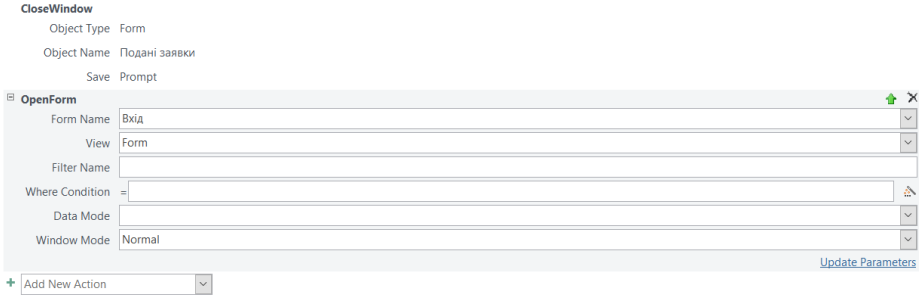 CloseWindow
Object Type Form
Object Name Подані заявки
Save Prompt
OpenForm
Form Name Вхід
View Form
Filter Name
Where Condition =
Data Mode
Window Mode Normal
Update Parameters
Add New Action